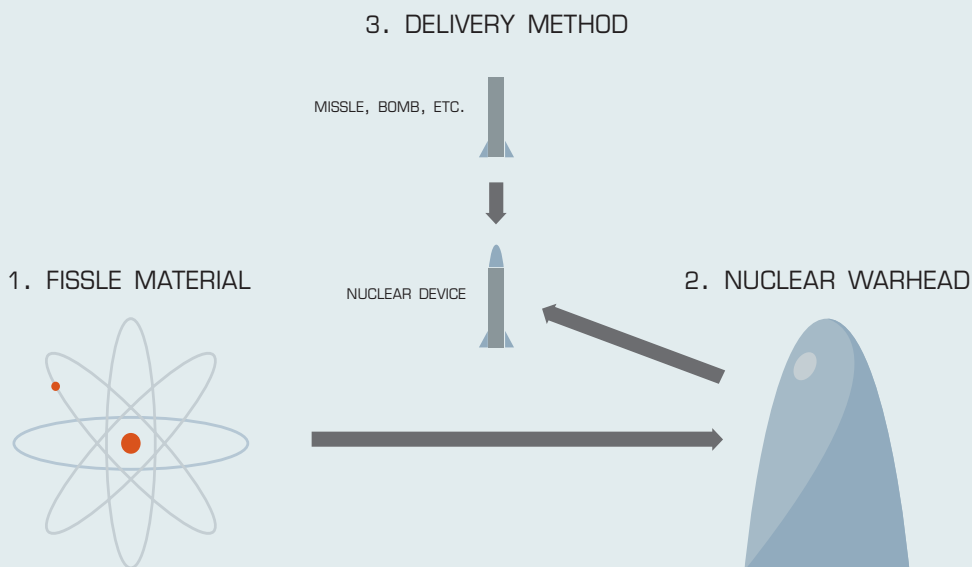 3. DELIVERY METHOD
MISSLE, BOMB, ETC.
1. FISSLE MATERIAL
NUCLEAR DEVICE
2. NUCLEAR WARHEAD